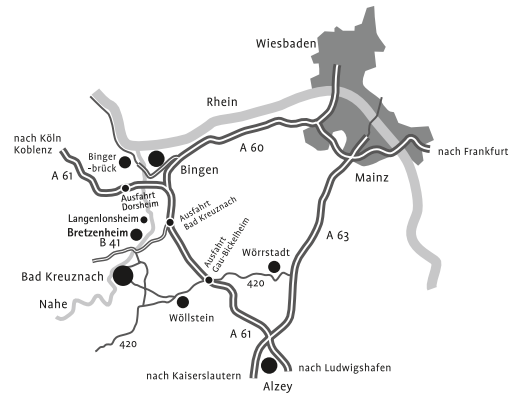 Wiesbaden
Rhein
nach Köln
Koblenz
A 60
nach Frankfurt
Binger
-brück
Bingen
A 61
Mainz
Ausfahrt
Dorsheim
Ausfahrt
Bad Kreuznach
Langenlonsheim
Bretzenheim
B 41
Ausfahrt
Gau-Bickelheim
A 63
Wörrstadt
Bad Kreuznach
420
Nahe
Wöllstein
A 61
420
nach Kaiserslautern
nach Ludwigshafen
Alzey